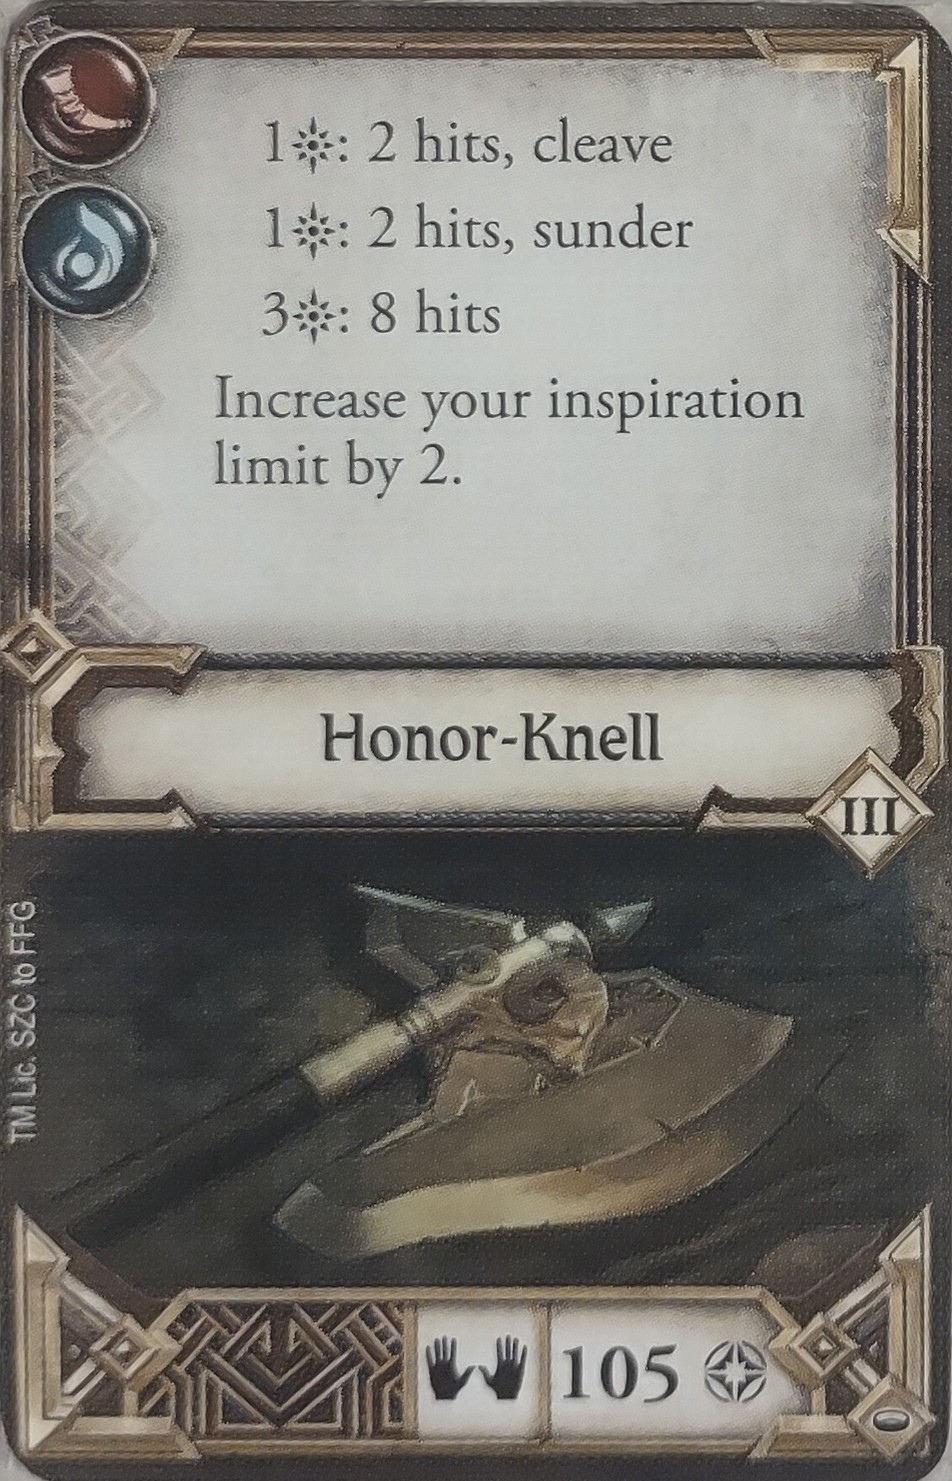 1☀: 2 hits, cleave
1☀: 2 hits, sunder
3☀: 8 hits
Increase your inspiration
limit by 2.
Honor-Knell
III
TM Lic. SZC to FFG
105